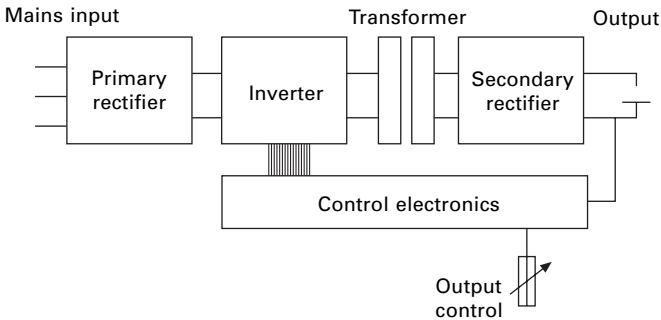 Mains input
Transformer
Output
Primary
rectifier
Inverter
Secondary
rectifier
Control electronics
Output
control